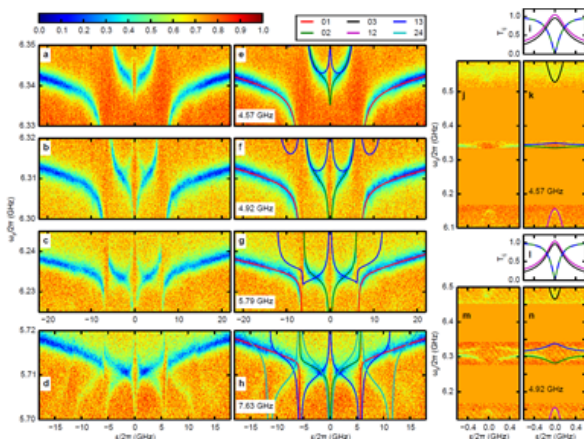 0.0 0.1 0.2 0.3 0.4 0.5 0.6 0.7 0.8 0.9 1.0
01 03 13
02 12 24
1.0
0.5
0.0
i
6.35
6.34
6.33
a
e
4.57 GHz
6.32
6.31
6.30
b
f
4.92 GHz
6.24
6.23
c
g
5.79 GHz
−20 −10 0 10 20
−20 −10 0 10 20
5.72
5.71
5.70
d
h
7.63 GHz
−15 −10 −5 0 5 10 15
−15 −10 −5 0 5 10 15
ε/2π (GHz)
ε/2π (GHz)
6.5
6.4
6.3
6.2
6.1
j
k
4.57 GHz
1.0
0.5
0.0
6.5
6.4
6.3
6.2
m
n
4.92 GHz
−0.4 0.0 0.4
−0.4 0.0 0.4
ε/2π (GHz)
ε/2π (GHz)